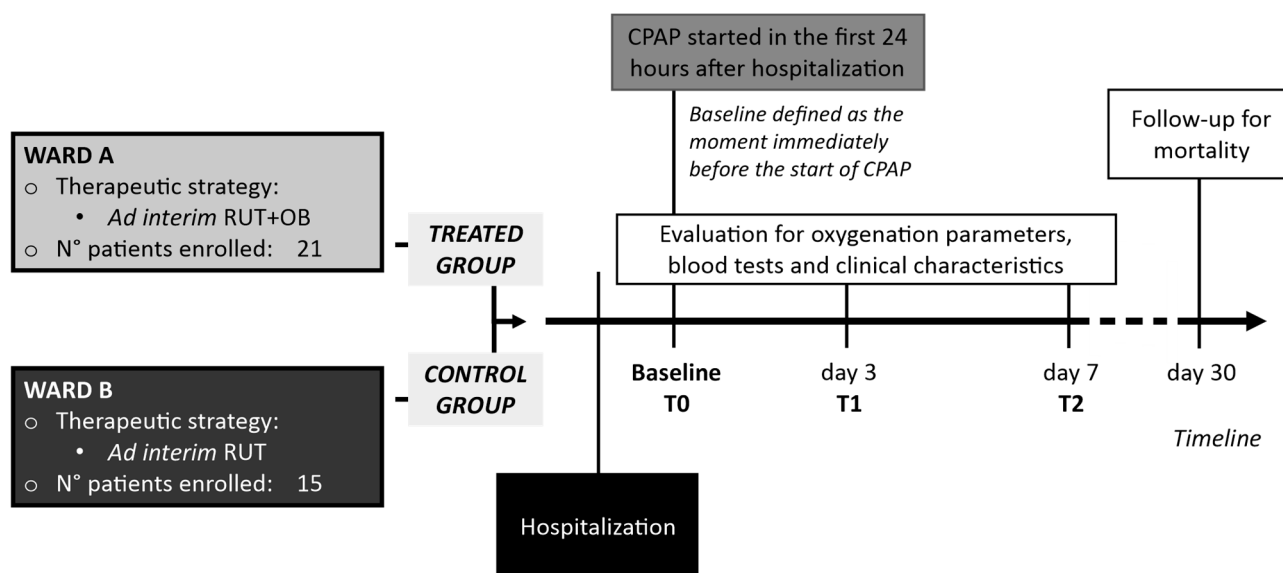 CPAP started in the first 24
hours after hospitalization
Baseline defined as the
moment immediately
before the start of CPAP
Follow-up for
mortality
WARD A
o Therapeutic strategy:
• Ad interim RUT+OB
o N° patients enrolled: 21
TREATED
GROUP
Evaluation for oxygenation parameters,
blood tests and clinical characteristics
WARD B
o Therapeutic strategy:
• Ad interim RUT
o N° patients enrolled: 15
CONTROL
GROUP
Baseline
T0
day 3
T1
day 7
T2
day 30
Timeline
Hospitalization